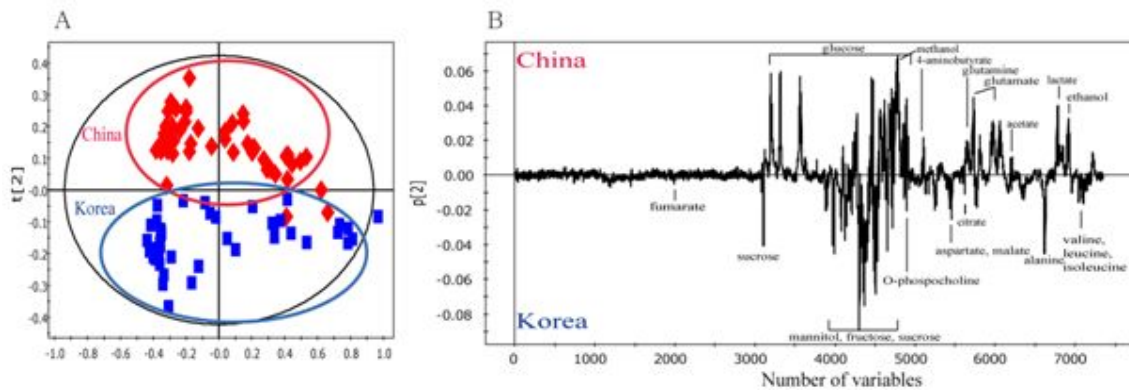 A
0.4
0.3
0.2
0.1
-0.0
-0.1
-0.2
-0.3
-0.4
t[2]
China
Korea
-1.0
-0.8
-0.6
-0.4
-0.2
0.0
0.2
0.4
0.6
0.8
1.0
B
China
0.06
0.04
0.02
0.00
-0.02
-0.04
-0.06
-0.08
p[2]
glucose
methanol
4-aminobutyrate
glutamine
glutamate
acetate
lactate
ethanol
fumarate
sucrose
citrate
aspartate, malate
alanine
valine,
leucine,
isoleucine
O-phospocholine
mannitol, fructose, sucrose
Korea
0
1000
2000
3000
4000
5000
6000
7000
Number of variables